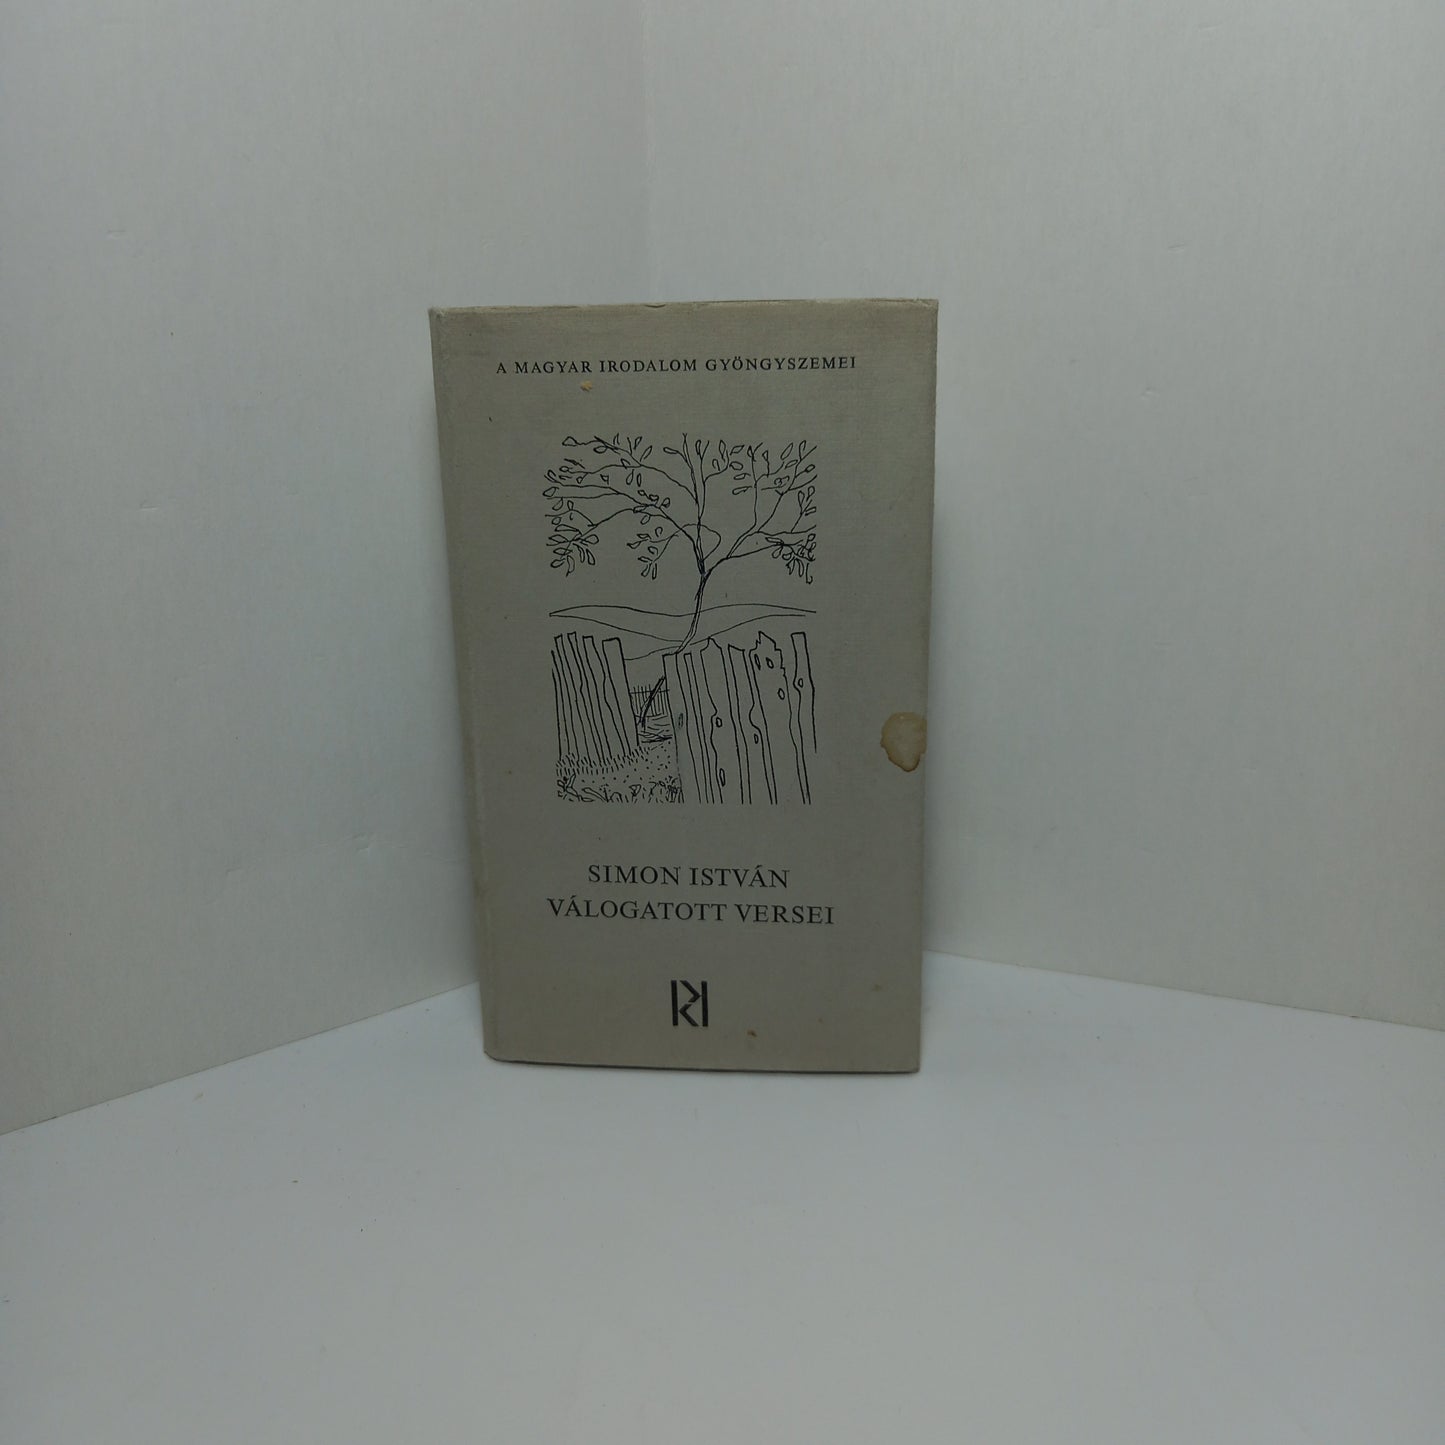 A MAGYAR IRODALOM GYÖNGYSZEMEI
SIMON ISTVÁN
VÁLOGATOTT VERSEI